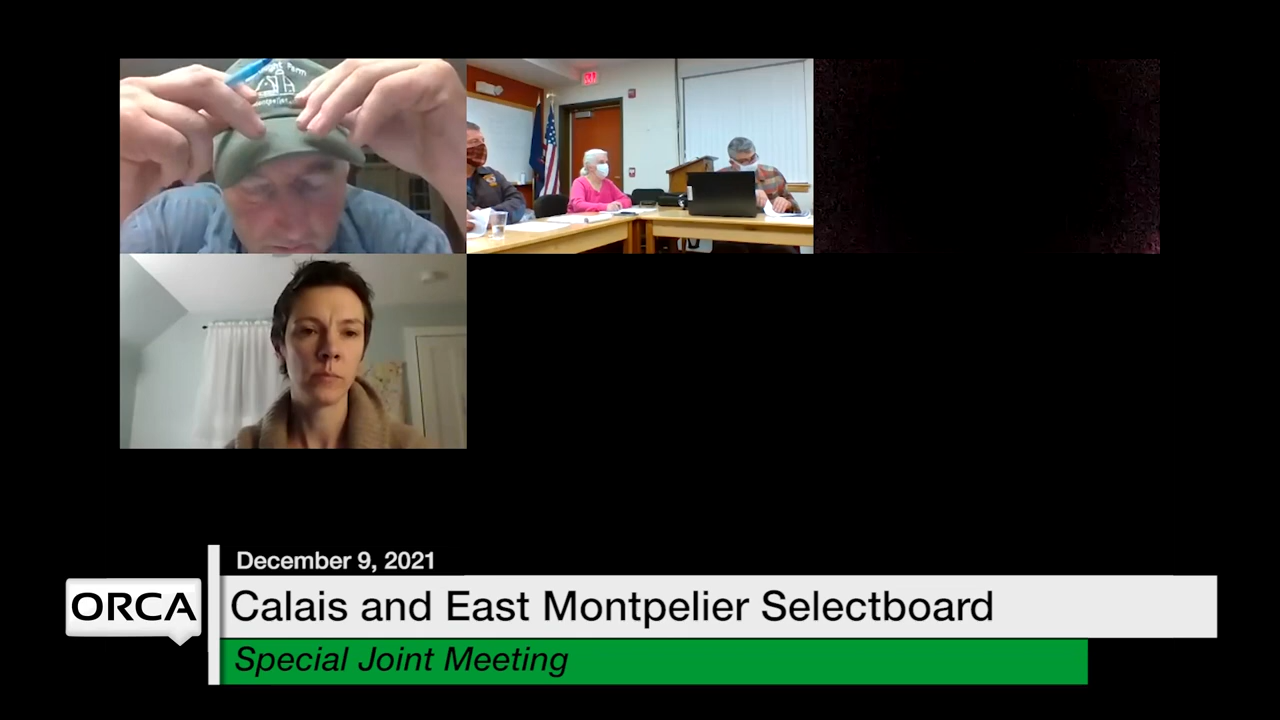 December 9, 2021
ORCA
Calais and East Montpelier Selectboard
Special Joint Meeting